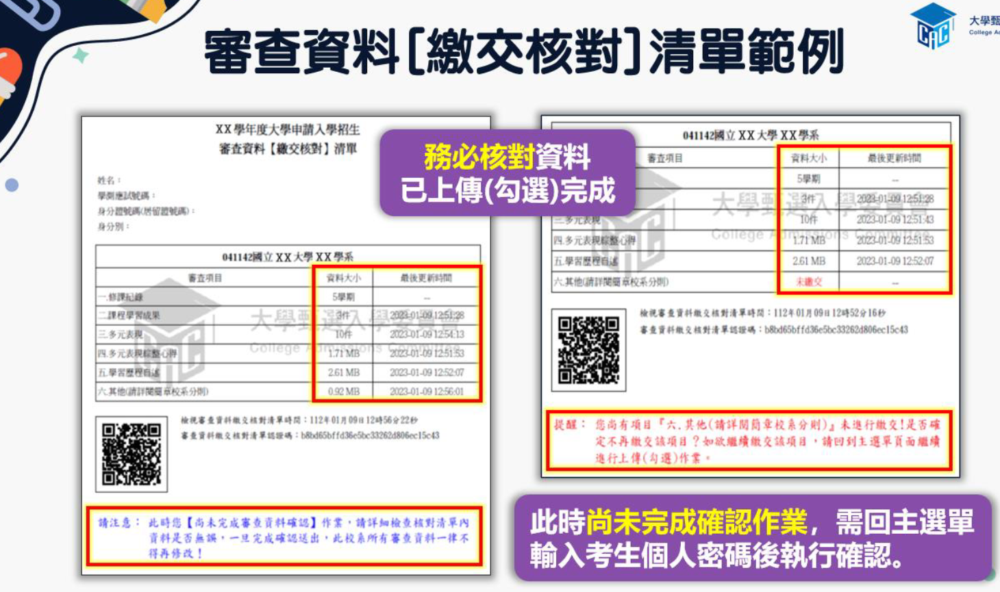 審查資料[繳交核對]清單範例
大學甄
College A
XX 學年度大學申請入學招生
審查資料【繳交核對】清單
姓名：
學測應試號碼：
身分證號碼(居留證號碼)：
身分別：
041142國立 XX 大學 XX 學系
審查項目 資料大小 最後更新時間
一.修課紀錄 5學期 --
二.課程學習成果 3件 2023-01-09 12:51:28
三.多元表現 10件 2023-01-09 12:54:13
四.多元表現綜整心得 1.71 MB 2023-01-09 12:51:53
五.學習歷程自述 2.61 MB 2023-01-09 12:52:07
六.其他(請詳閱簡章校系分則) 0.92 MB 2023-01-09 12:56:01
大學甄選入學委員會
College Admissions Committee
檢視審查資料繳交核對清單時間：112年01月09日12時56分22秒
審查資料繳交核對清單認證碼：b8bd65bffd36e5bc33262d806ec15c43
請注意： 此時您【尚未完成審查資料確認】作業，請詳細檢查核對清單內
資料是否無誤，一旦完成確認送出，此校系所有審查資料一律不
得再修改！
務必核對資料
已上傳(勾選)完成
041142國立 XX 大學 XX 學系
審查項目 資料大小 最後更新時間
5學期 --
3件 2023-01-09 12:51:28
三.多元表現 10件 2023-01-09 12:51:43
四.多元表現綜整心得 1.71 MB 2023-01-09 12:51:53
五.學習歷程自述 2.61 MB 2023-01-09 12:52:07
六.其他(請詳閱簡章校系分則) 未繳交 --
大學甄選入學委員會
College Admissions Committee
檢視審查資料繳交核對清單時間：112年01月09日12時52分16秒
審查資料繳交核對清單認證碼：b8bd65bffd36e5bc33262d806ec15c43
提醒： 您尚有項目『六.其他(請詳閱簡章校系分則)』未進行繳交!是否確
定不再繳交該項目？如欲繼續繳交該項目，請回到主選單頁面繼續
進行上傳(勾選)作業。
此時尚未完成確認作業，需回主選單
輸入考生個人密碼後執行確認。